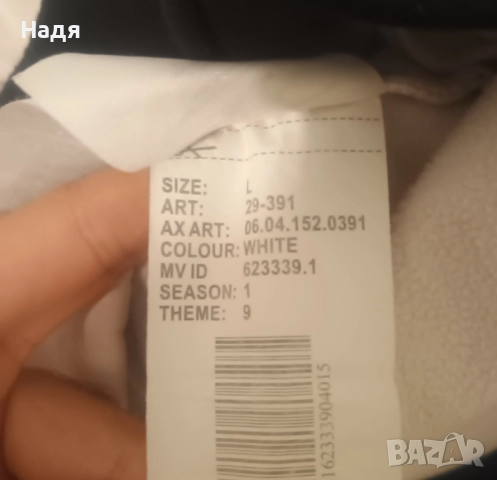 Надя
SIZE: L
ART: 29-391
AX ART: 06.04.152.0391
COLOUR: WHITE
MV ID 623339.1
SEASON: 1
THEME: 9
162333904015
BAZAR